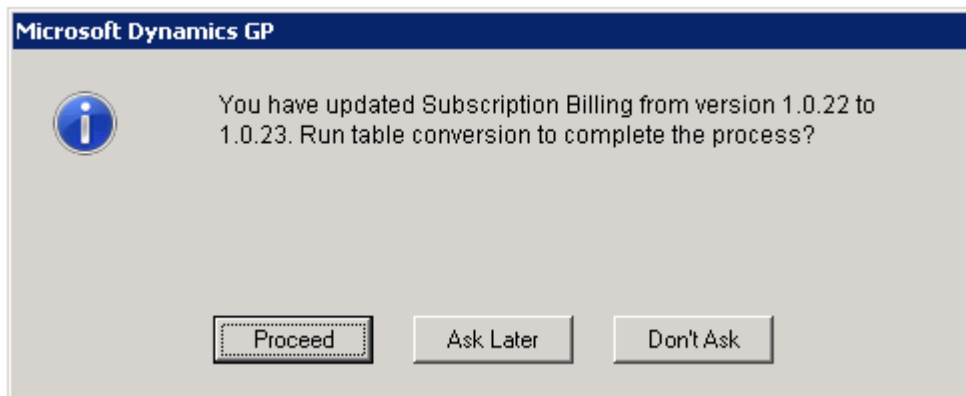 Microsoft Dynamics GP
You have updated Subscription Billing from version 1.0.22 to
1.0.23. Run table conversion to complete the process?
Proceed
Ask Later
Don't Ask